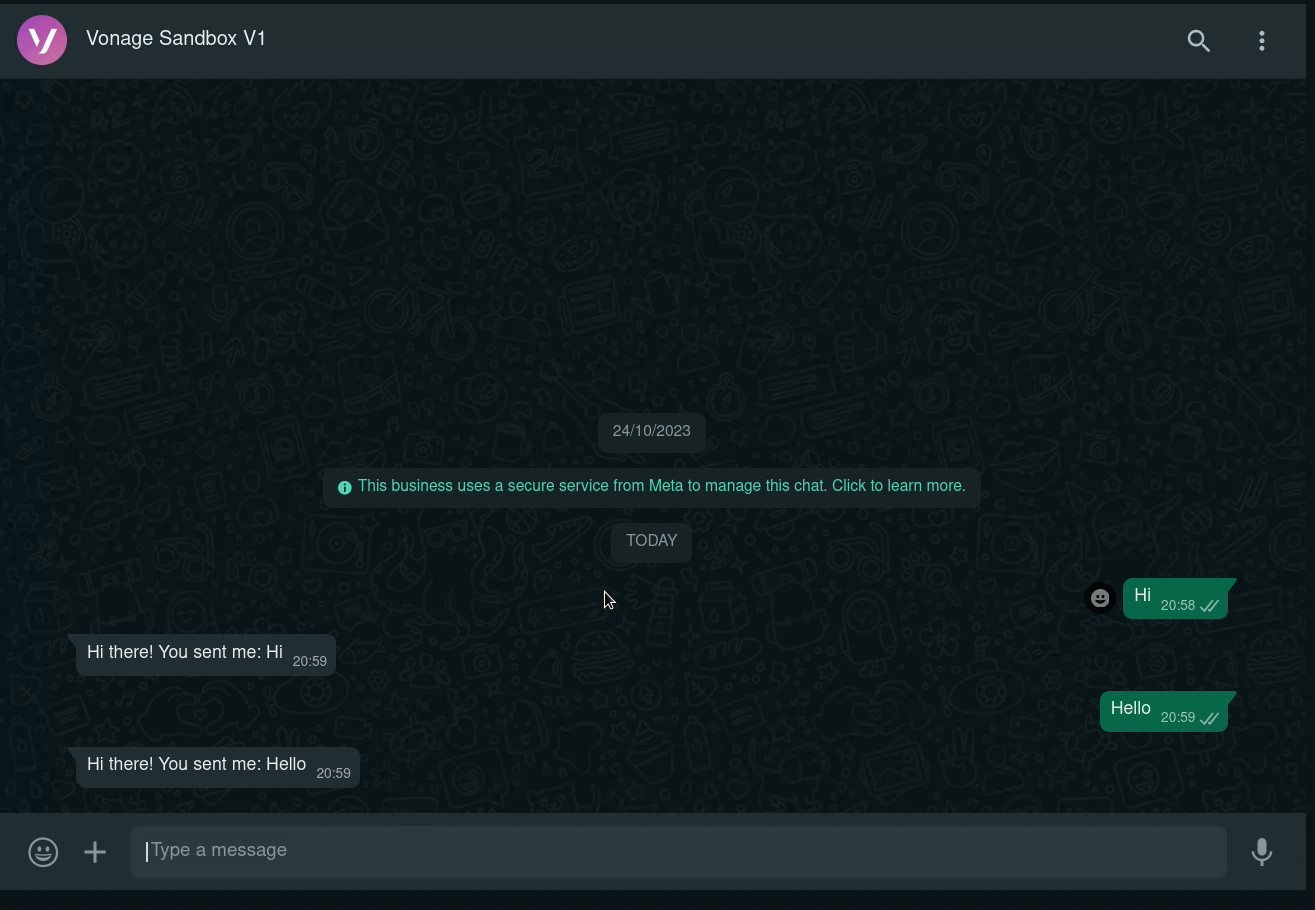 Vonage Sandbox V1
24/10/2023
This business uses a secure service from Meta to manage this chat. Click to learn more.
TODAY
Hi 20:58
Hi there! You sent me: Hi 20:59
Hello 20:59
Hi there! You sent me: Hello 20:59
Type a message